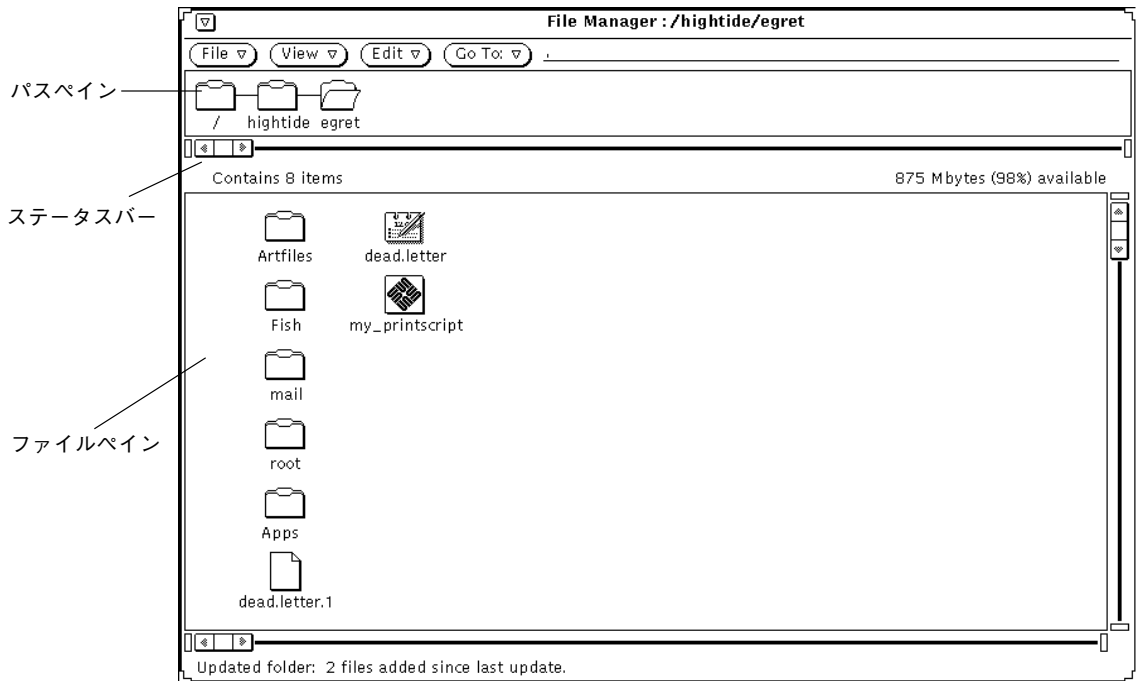 File Manager : /hightide/egret
File View Edit Go To:
パスペイン
/ hightide egret
Contains 8 items 875 Mbytes (98%) available
ステータスバー
Artfiles dead.letter
Fish my_printscript
mail
ファイルペイン
root
Apps
dead.letter.1
Updated folder: 2 files added since last update.